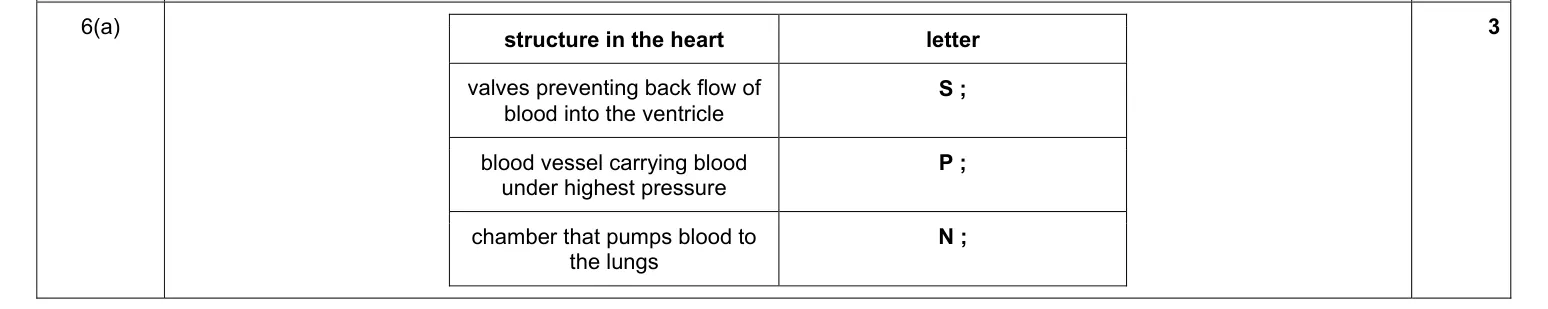 6(a)
3
structure in the heart
letter
valves preventing back flow of
blood into the ventricle
S ;
blood vessel carrying blood
under highest pressure
P ;
chamber that pumps blood to
the lungs
N ;